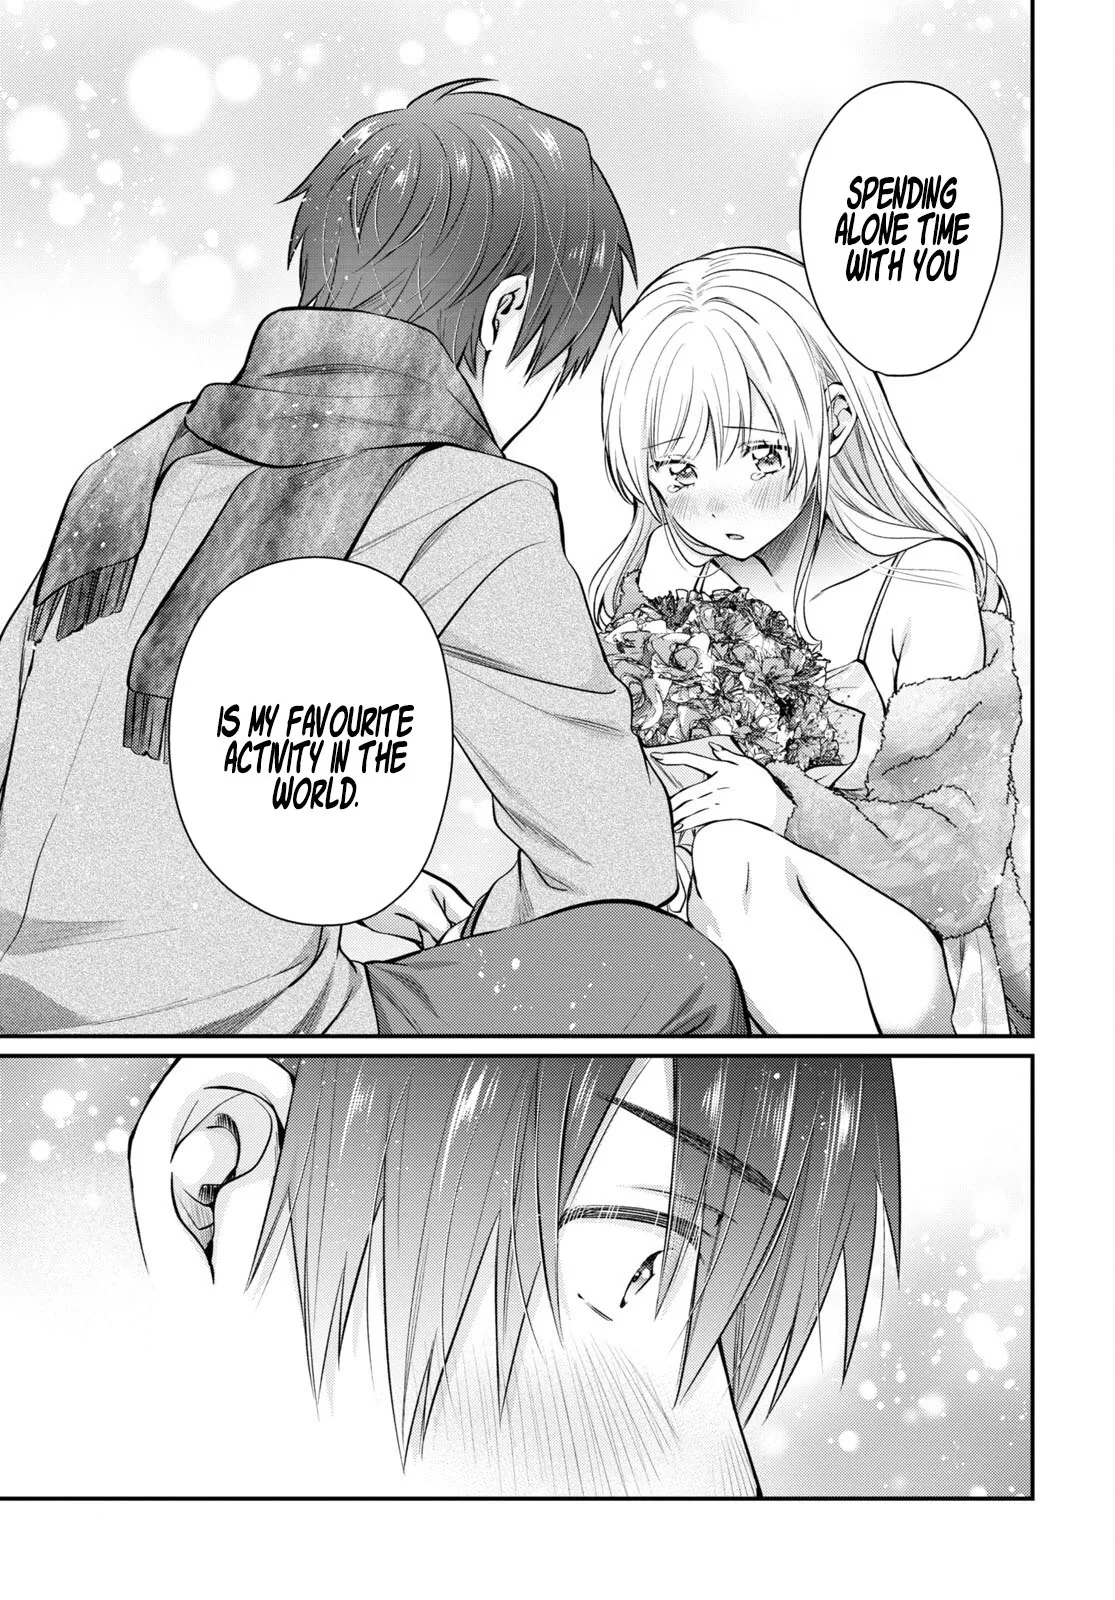 SPENDING
ALONE TIME
WITH YOU
IS MY FAVOURITE
ACTIVITY IN THE
WORLD.